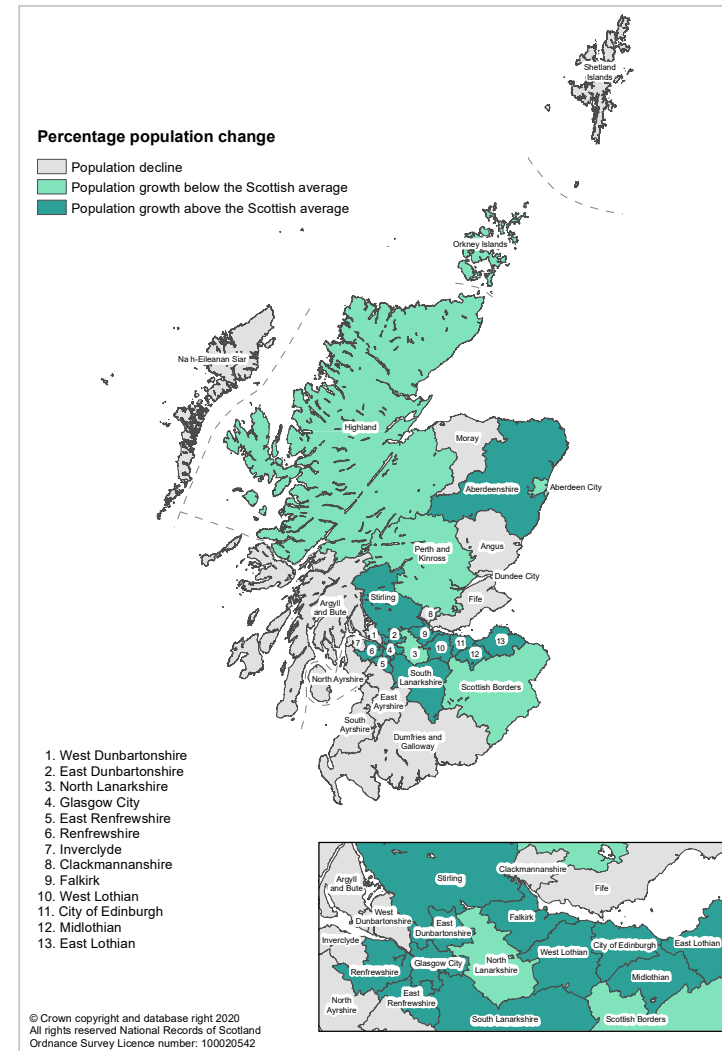 Shetland
Islands
Percentage population change
Population decline
Population growth below the Scottish average
Population growth above the Scottish average
Orkney Islands
Na h-Eileanan Siar
Highland
Moray
Aberdeenshire
Aberdeen City
Perth and
Kinross
Angus
Dundee City
Stirling
Fife
Argyll
and Bute
8
7
1
2
9
6
4
3
10
11
12
13
5
South
Lanarkshire
North Ayrshire
Scottish Borders
East
Ayrshire
South
Ayrshire
Dumfries and
Galloway
1. West Dunbartonshire
2. East Dunbartonshire
3. North Lanarkshire
4. Glasgow City
5. East Renfrewshire
6. Renfrewshire
7. Inverclyde
8. Clackmannanshire
9. Falkirk
10. West Lothian
11. City of Edinburgh
12. Midlothian
13. East Lothian
Argyll
and Bute
Stirling
Clackmannanshire
Fife
West
Dunbartonshire
East
Dunbartonshire
Falkirk
Inverclyde
Renfrewshire
Glasgow City
North
Lanarkshire
West Lothian
City of Edinburgh
East Lothian
Midlothian
North
Ayrshire
East
Renfrewshire
South Lanarkshire
Scottish Borders
© Crown copyright and database right 2020
All rights reserved National Records of Scotland
Ordnance Survey Licence number: 100020542